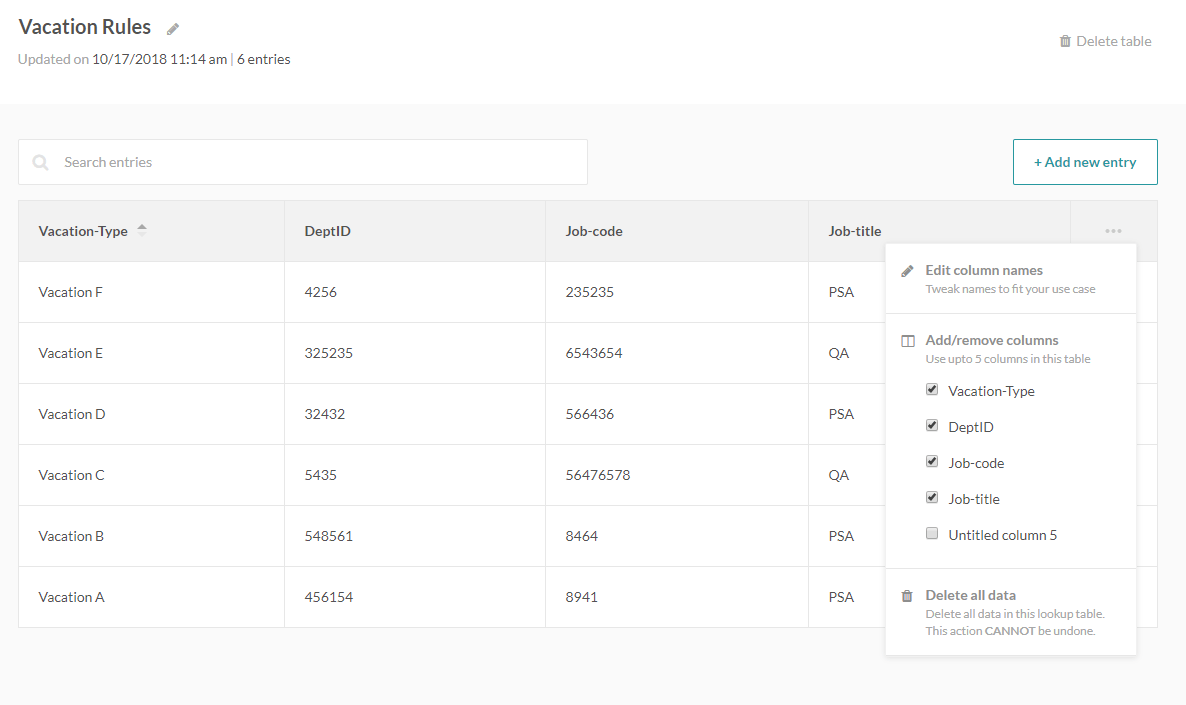 Vacation Rules
Delete table
Updated on 10/17/2018 11:14 am | 6 entries
Search entries
+ Add new entry
Vacation-Type DeptID Job-code Job-title
Vacation F 4256 235235 PSA
Vacation E 325235 6543654 QA
Vacation D 32432 566436 PSA
Vacation C 5435 56476578 QA
Vacation B 548561 8464 PSA
Vacation A 456154 8941 PSA
Edit column names
Tweak names to fit your use case
Add/remove columns
Use upto 5 columns in this table
Vacation-Type
DeptID
Job-code
Job-title
Untitled column 5
Delete all data
Delete all data in this lookup table.
This action CANNOT be undone.